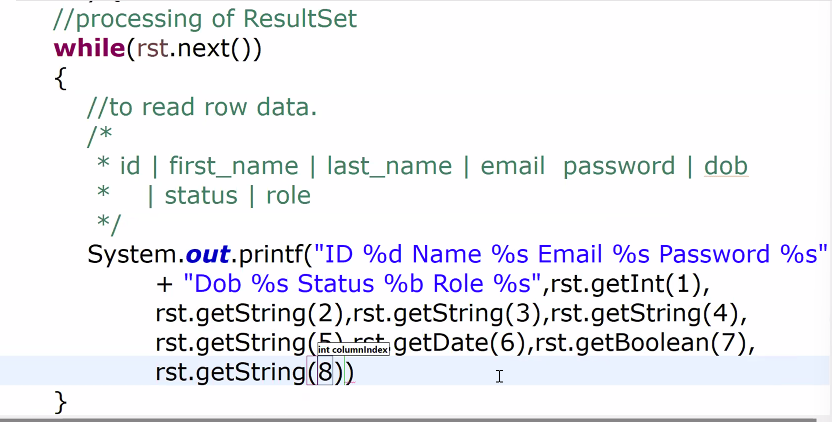 //processing of ResultSet
while(rst.next())
{
//to read row data.
/*
* id | first_name | last_name | email  password | dob
*    | status | role
*/
System.out.printf("ID %d Name %s Email %s Password %s"
+ "Dob %s Status %b Role %s",rst.getInt(1),
rst.getString(2),rst.getString(3),rst.getString(4),
rst.getString(5),rst.getDate(6),rst.getBoolean(7),
int columnIndex
rst.getString(8))
}